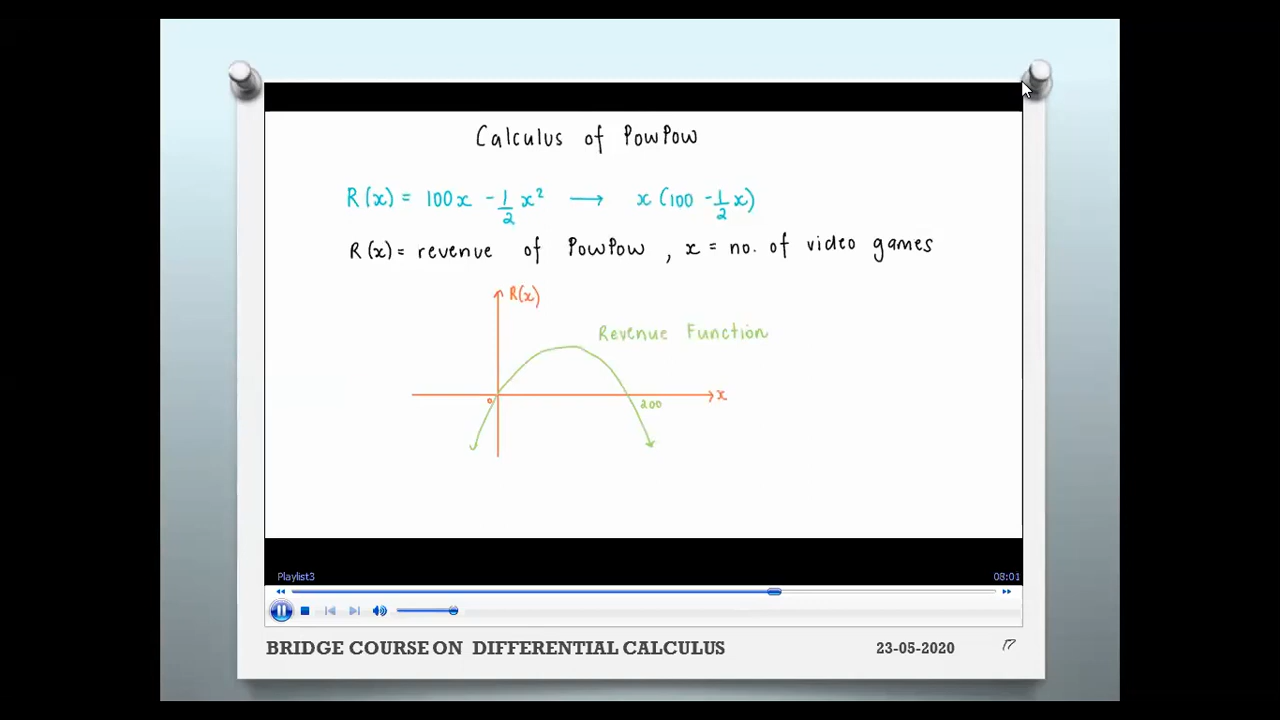 Calculus of PowPow
R(x) = 100x - 1/2 x² → x(100 - 1/2 x)
R(x) = revenue of PowPow, x = no. of video games
R(x)
Revenue Function
0
200
x
Playlist3
08:01
BRIDGE COURSE ON DIFFERENTIAL CALCULUS
23-05-2020
17